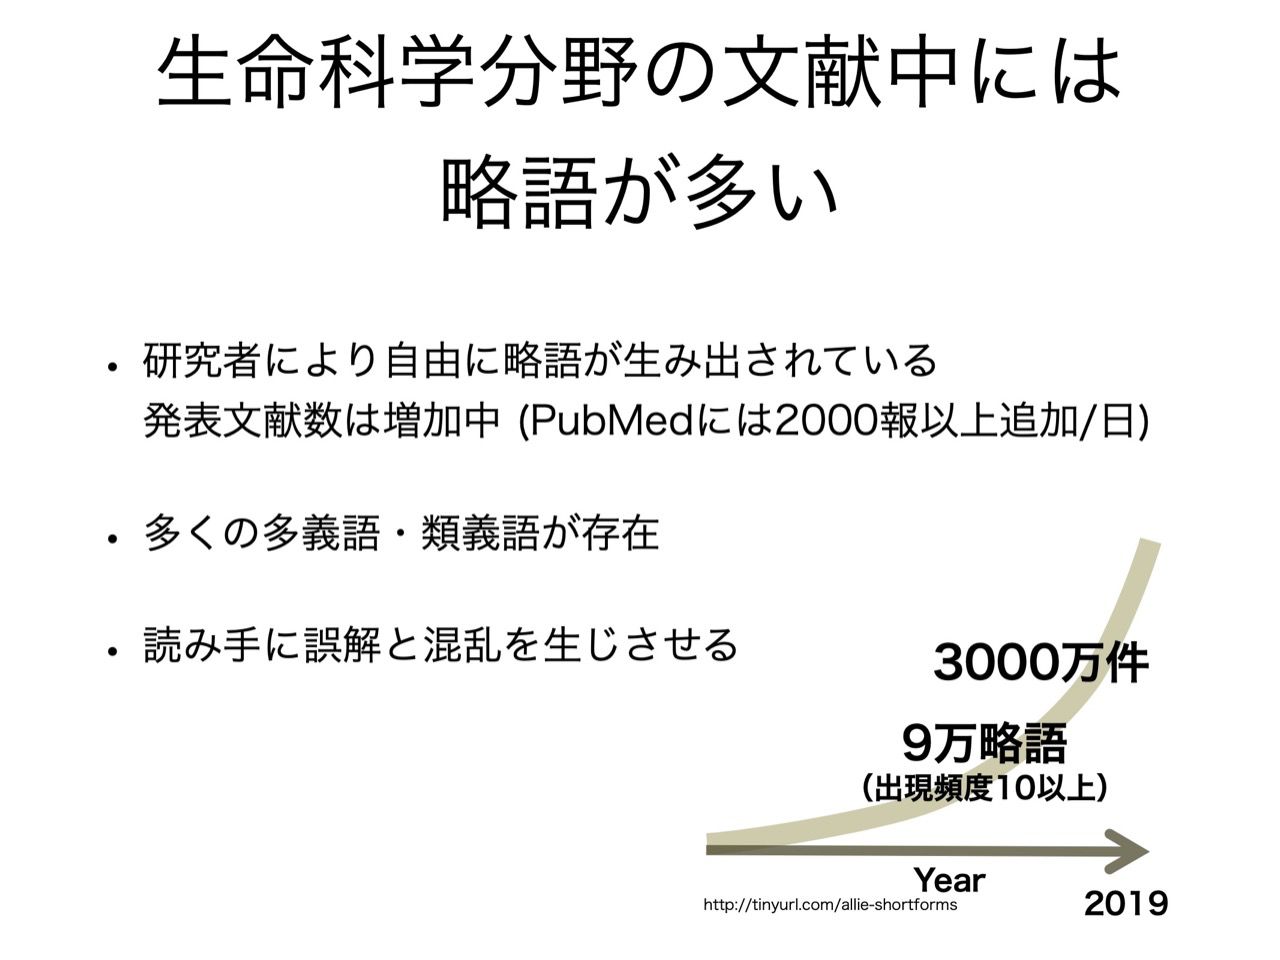 生命科学分野の文献中には
略語が多い
• 研究者により自由に略語が生み出されている
発表文献数は増加中 (PubMedには2000報以上追加/日)
• 多くの多義語・類義語が存在
• 読み手に誤解と混乱を生じさせる
3000万件
9万略語
（出現頻度10以上）
Year
http://tinyurl.com/allie-shortforms
2019